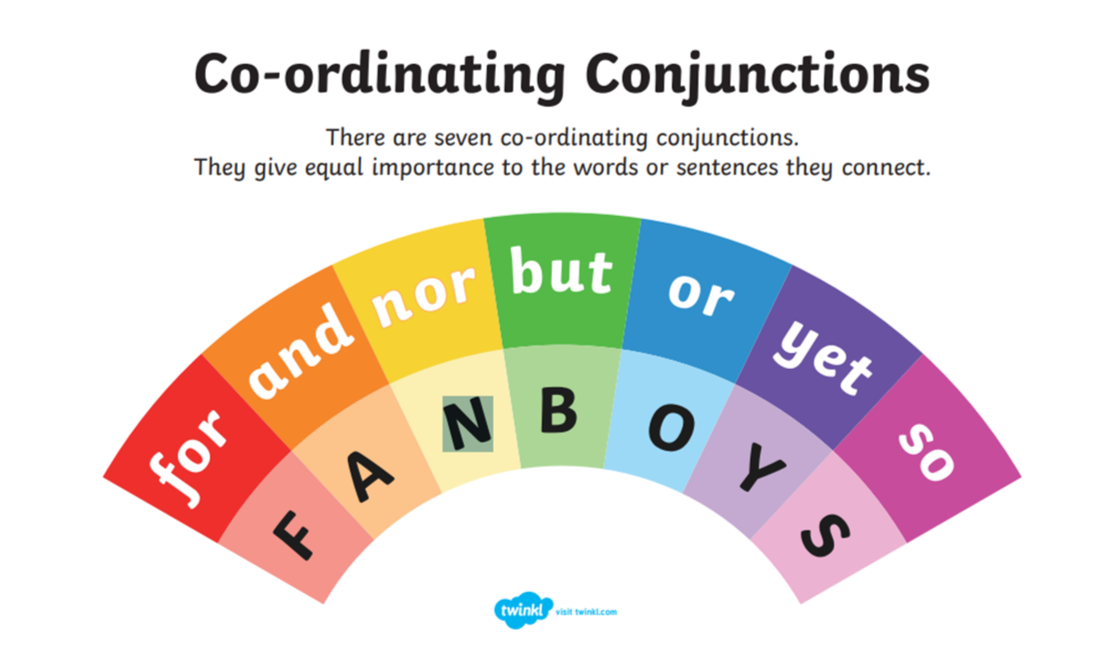 Co-ordinating Conjunctions
There are seven co-ordinating conjunctions.
They give equal importance to the words or sentences they connect.
for and nor but or yet so
F A N B O Y S
twinkl visit twinkl.com